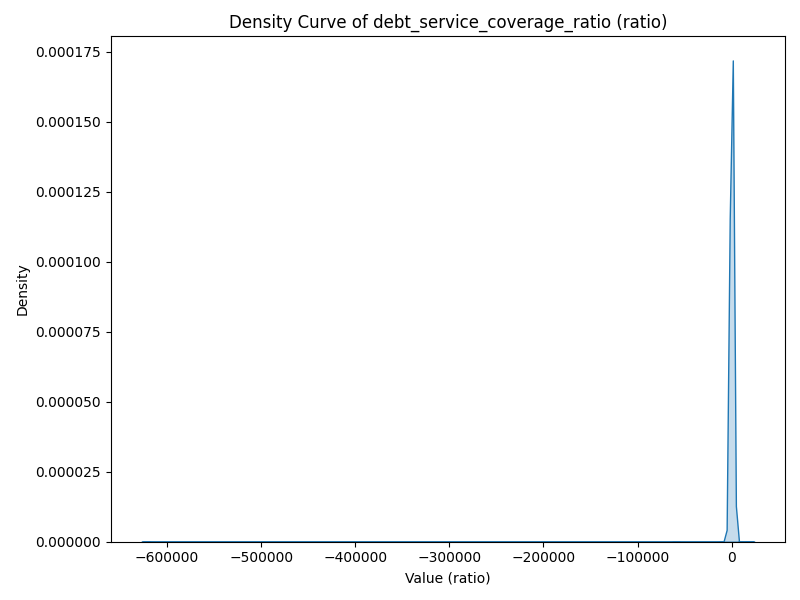 Density Curve of debt_service_coverage_ratio (ratio)
0.000175
0.000150
0.000125
0.000100
0.000075
0.000050
0.000025
0.000000
Density
−600000 −500000 −400000 −300000 −200000 −100000 0
Value (ratio)